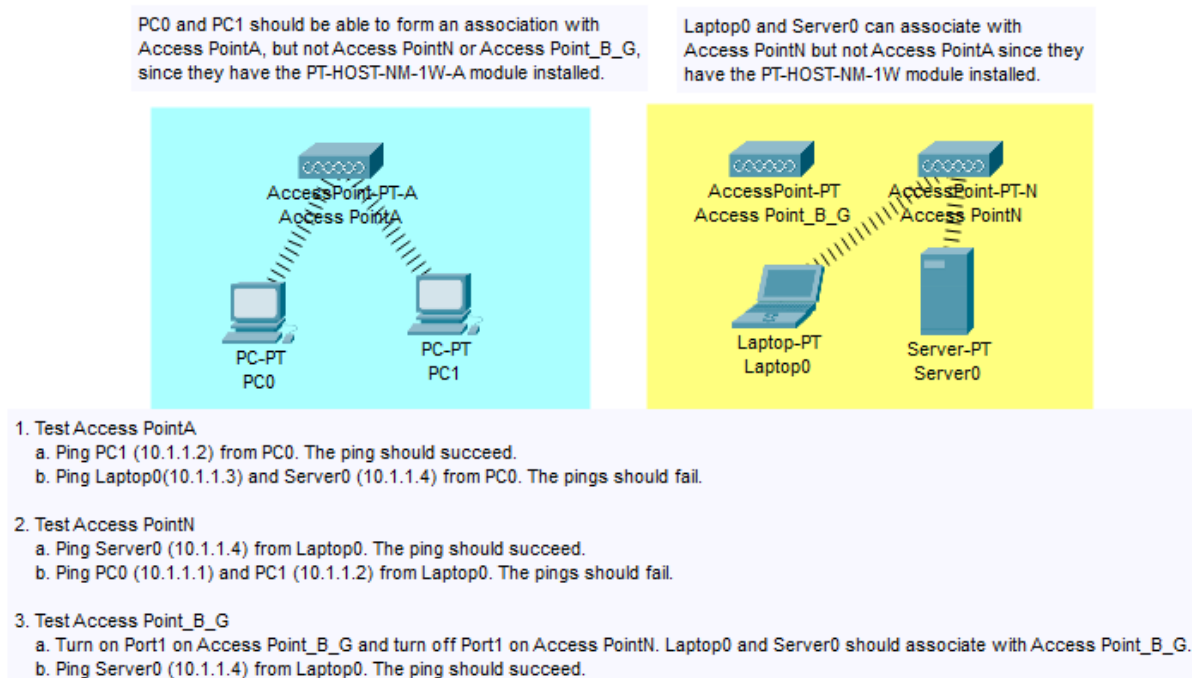 PC0 and PC1 should be able to form an association with
Access PointA, but not Access PointN or Access Point_B_G,
since they have the PT-HOST-NM-1W-A module installed.
Laptop0 and Server0 can associate with
Access PointN but not Access PointA since they
have the PT-HOST-NM-1W module installed.
AccessPoint-PT-A
Access PointA
PC-PT
PC0
PC-PT
PC1
AccessPoint-PT
Access Point_B_G
AccessPoint-PT-N
Access PointN
Laptop-PT
Laptop0
Server-PT
Server0
1. Test Access PointA
a. Ping PC1 (10.1.1.2) from PC0. The ping should succeed.
b. Ping Laptop0(10.1.1.3) and Server0 (10.1.1.4) from PC0. The pings should fail.
2. Test Access PointN
a. Ping Server0 (10.1.1.4) from Laptop0. The ping should succeed.
b. Ping PC0 (10.1.1.1) and PC1 (10.1.1.2) from Laptop0. The pings should fail.
3. Test Access Point_B_G
a. Turn on Port1 on Access Point_B_G and turn off Port1 on Access PointN. Laptop0 and Server0 should associate with Access Point_B_G.
b. Ping Server0 (10.1.1.4) from Laptop0. The ping should succeed.